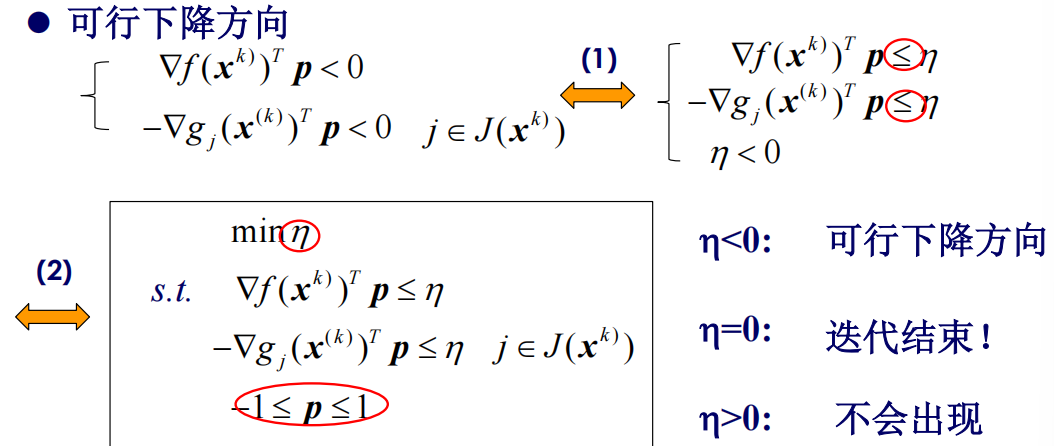 ● 可行下降方向
∇f(x^{k)})^T p < 0
−∇g_j(x^{(k)})^T p < 0   j ∈ J(x^{k)})
(1)
∇f(x^{k)})^T p ≤ η
−∇g_j(x^{(k)})^T p ≤ η
η < 0
(2)
min η
s.t.   ∇f(x^{k)})^T p ≤ η
−∇g_j(x^{(k)})^T p ≤ η   j ∈ J(x^{k)})
−1 ≤ p ≤ 1
η<0:   可行下降方向
η=0:   迭代结束！
η>0:   不会出现